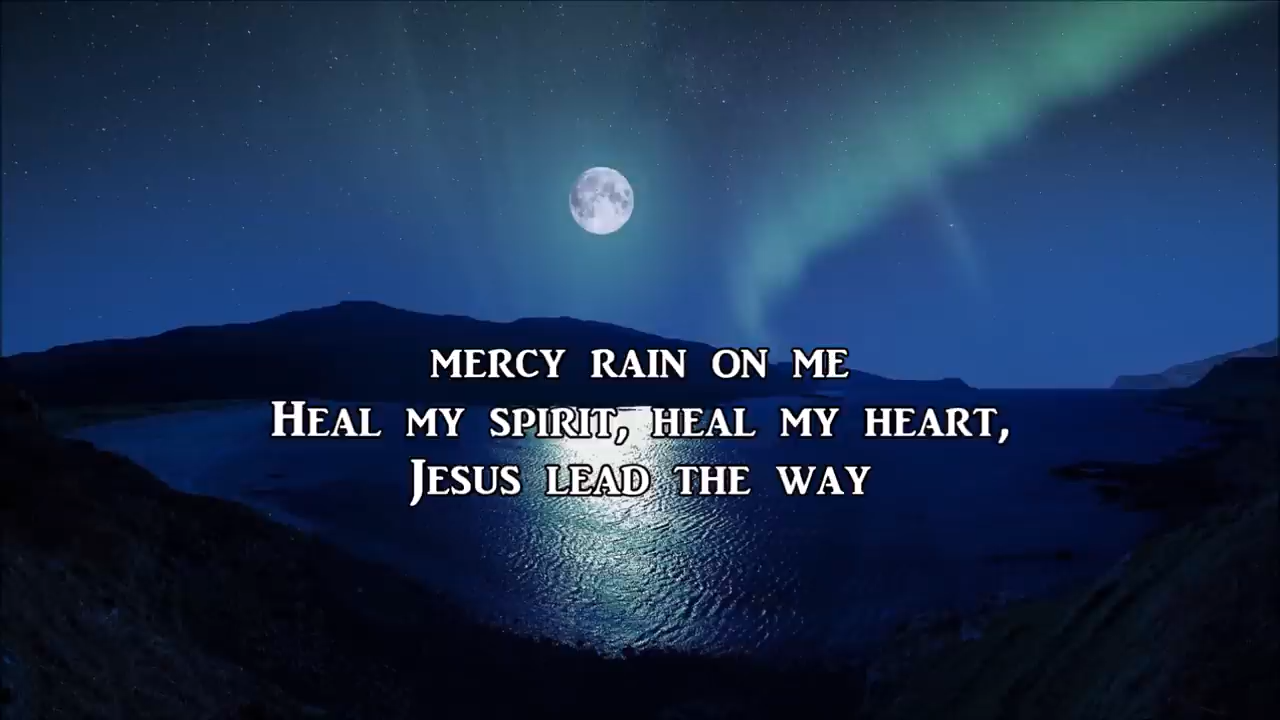 MERCY RAIN ON ME
HEAL MY SPIRIT, HEAL MY HEART,
JESUS LEAD THE WAY